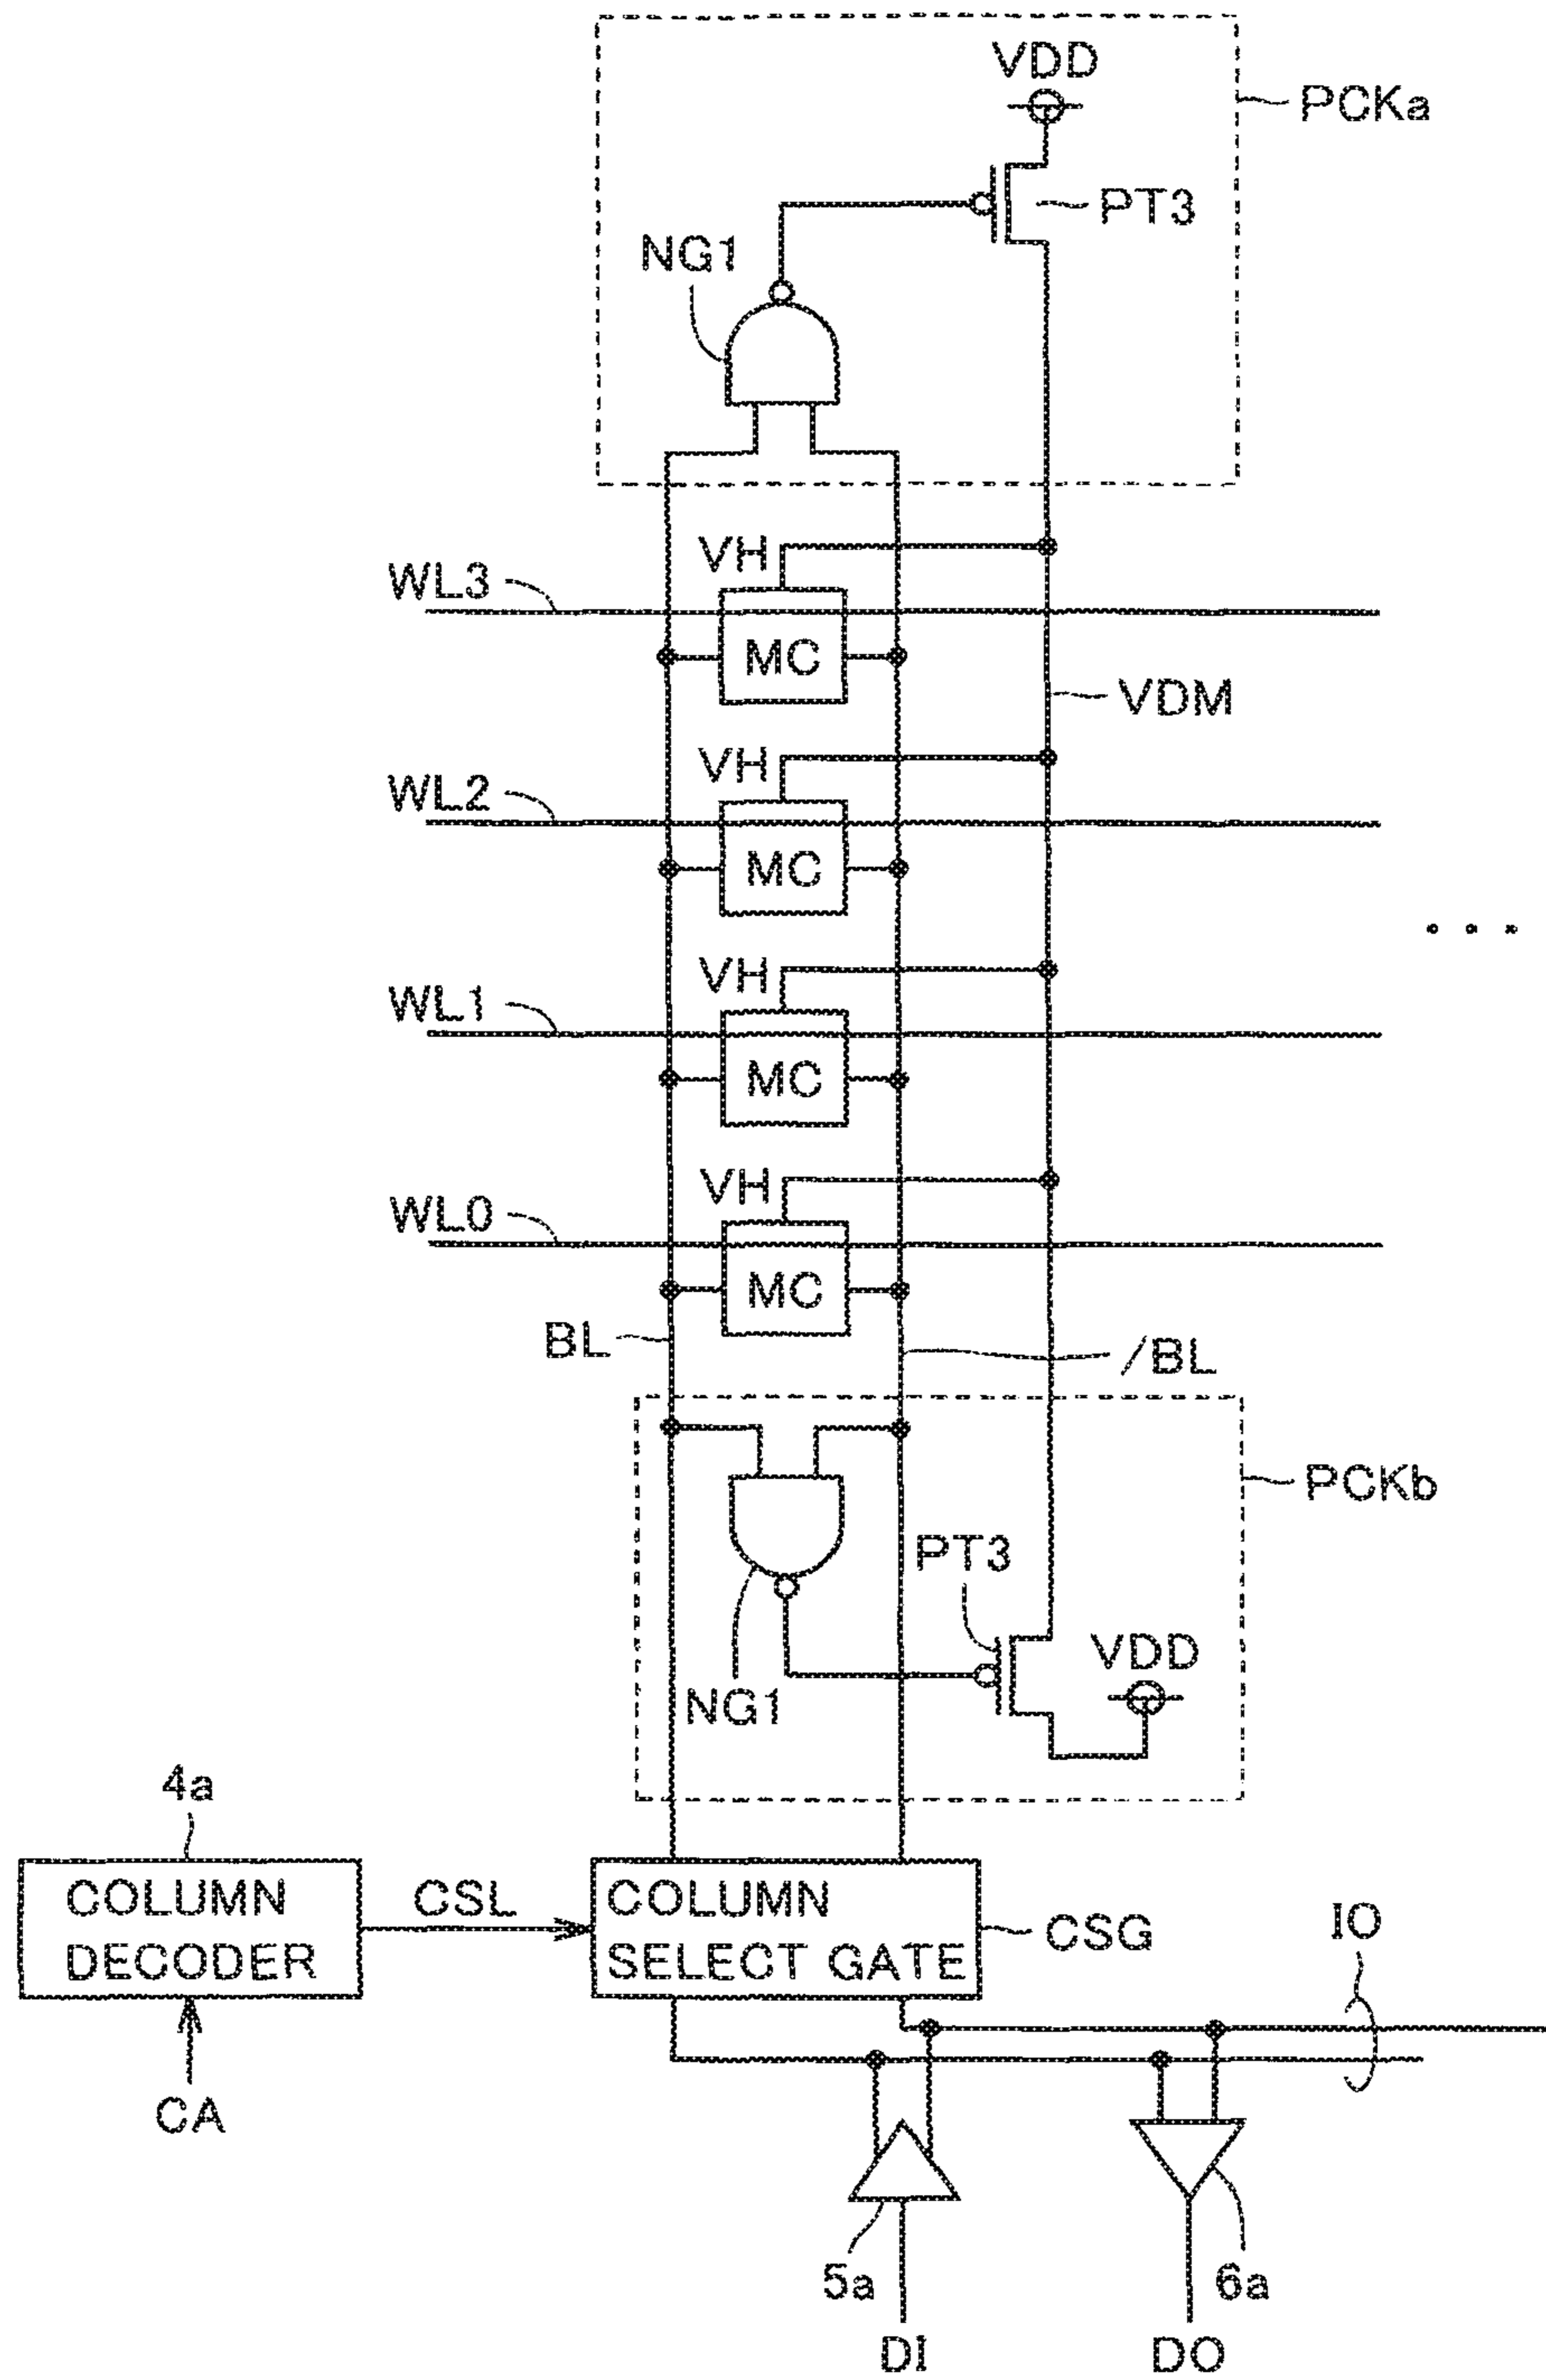 VDD
PCKa
PT3
NG1
VH
WL3
MC
VDM
VH
WL2
MC
VH
WL1
MC
VH
WL0
MC
BL
/BL
PCKb
PT3
VDD
NG1
4a
COLUMN
DECODER
CSL
COLUMN
SELECT GATE
CSG
IO
CA
5a
6a
DI
DO